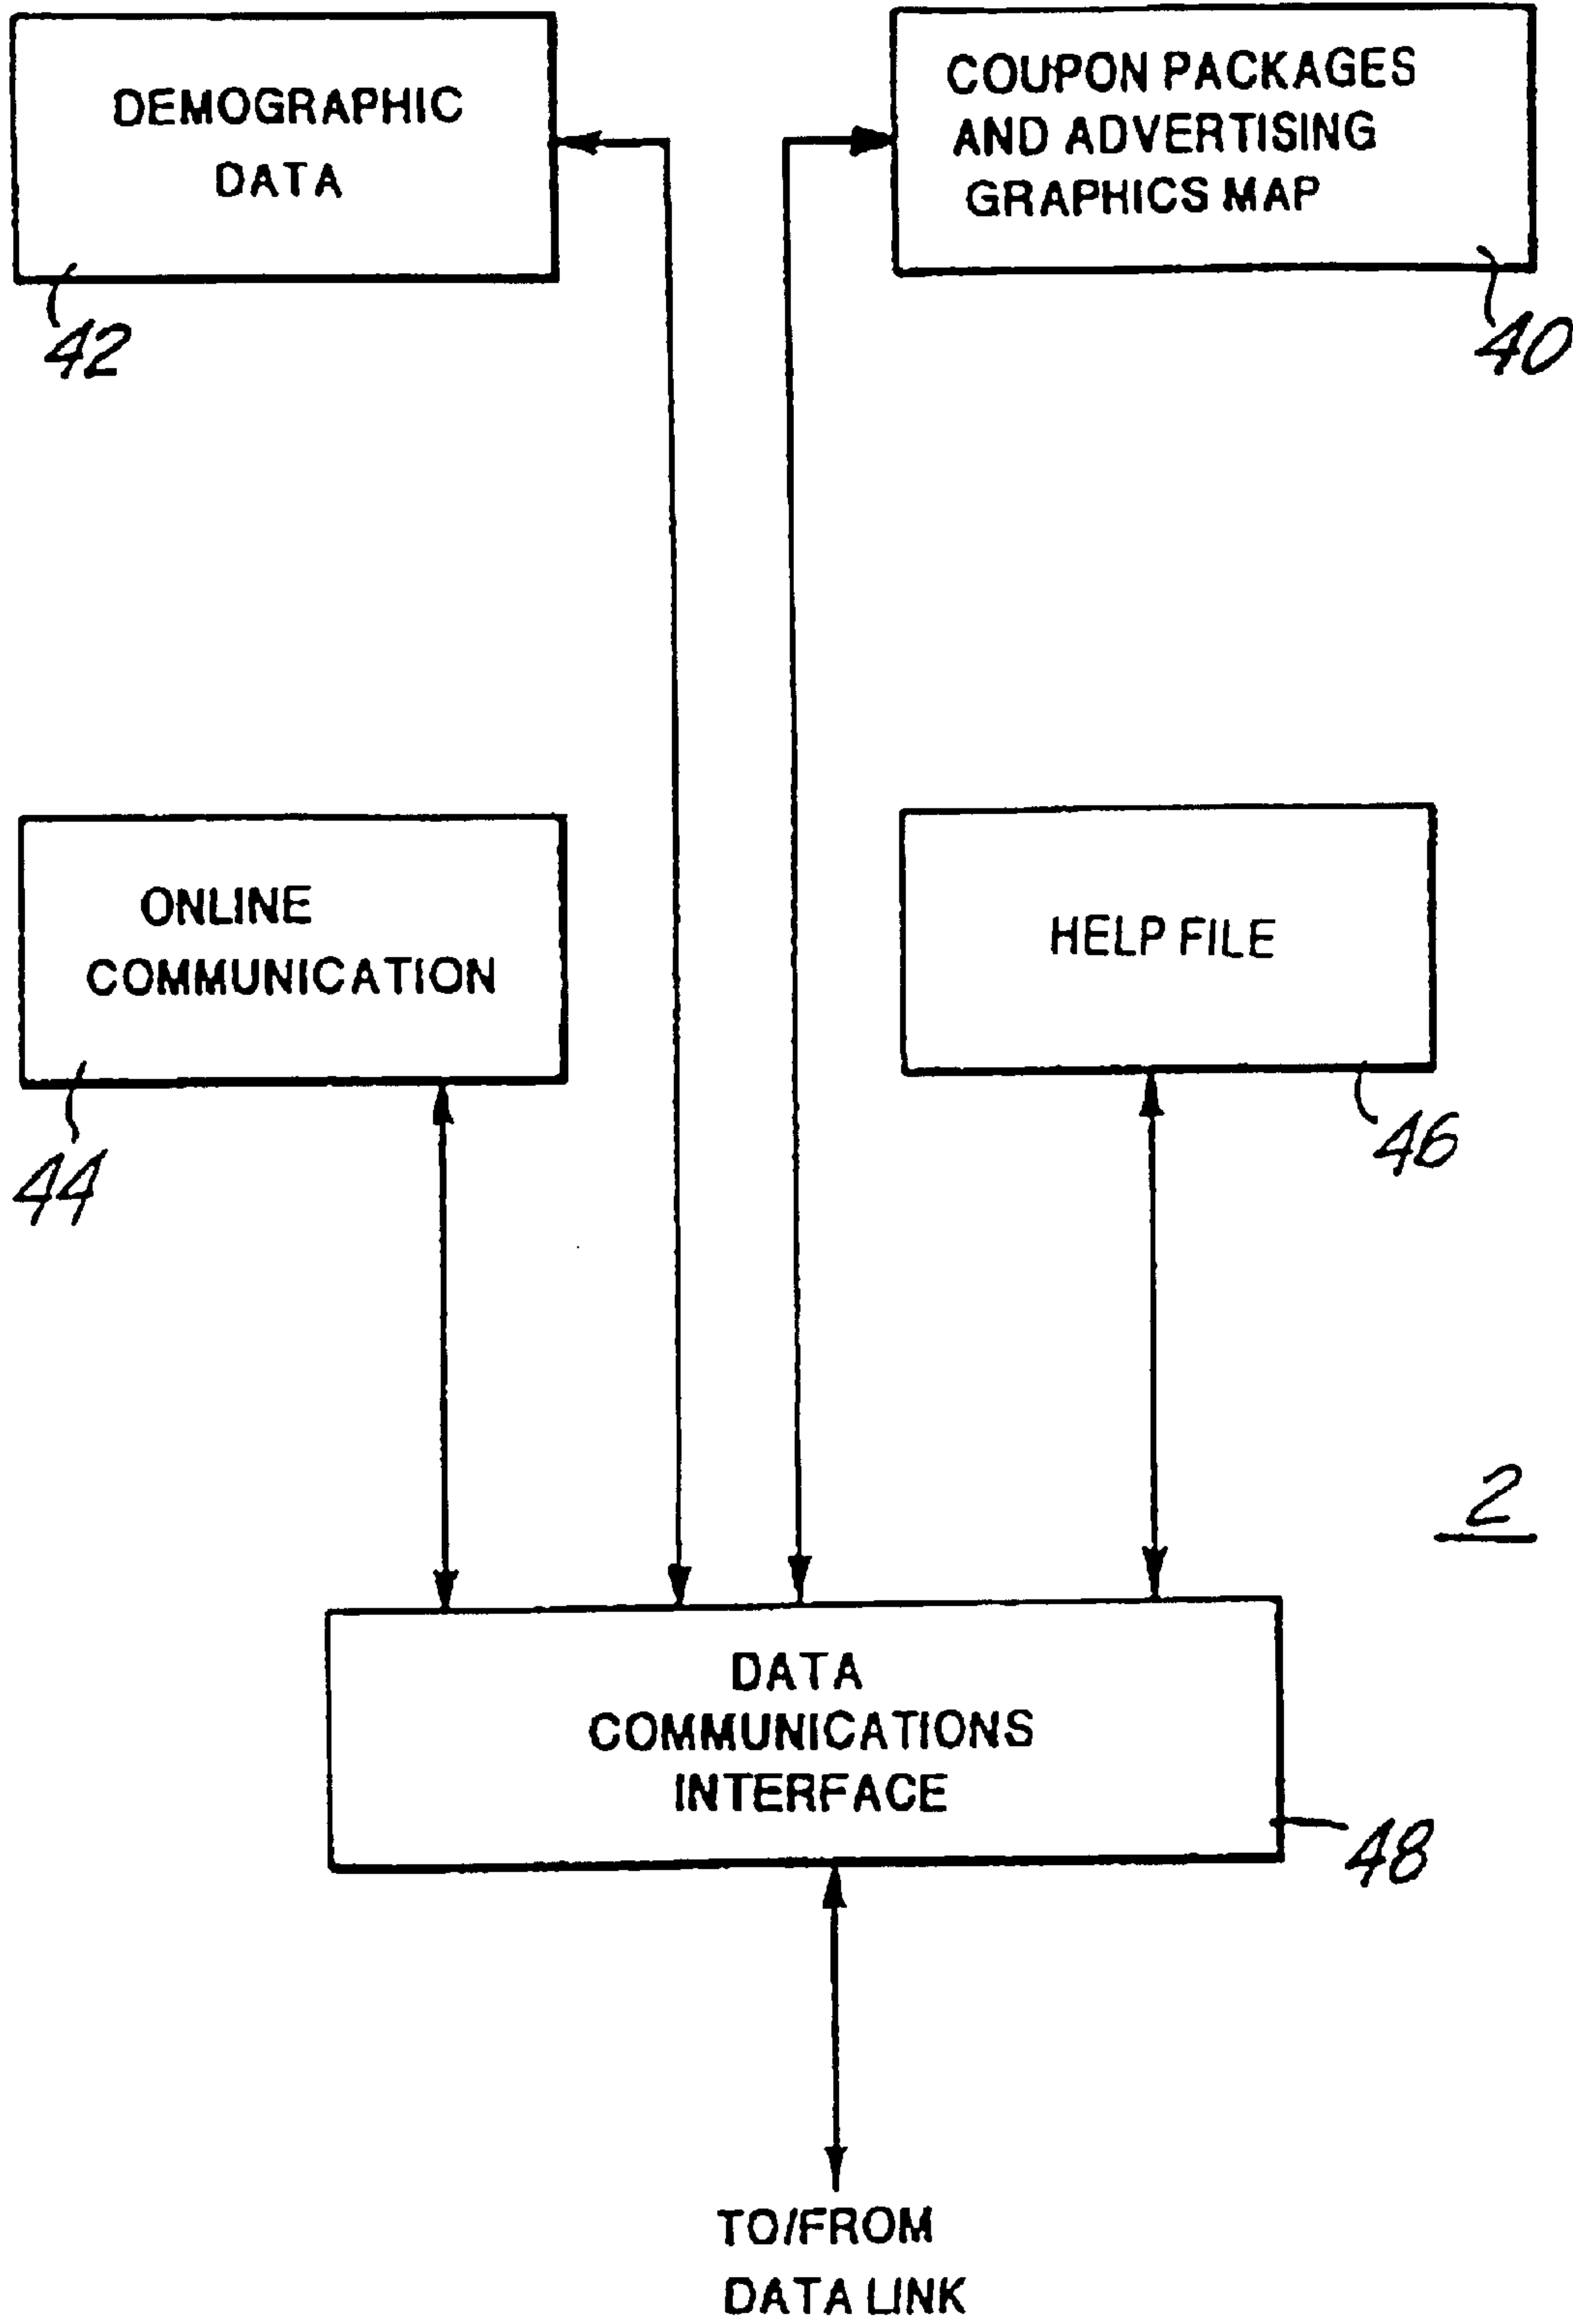 DEMOGRAPHIC
DATA
42
COUPON PACKAGES
AND ADVERTISING
GRAPHICS MAP
40
ONLINE
COMMUNICATION
44
HELP FILE
46
2
DATA
COMMUNICATIONS
INTERFACE
48
TO/FROM
DATA LINK